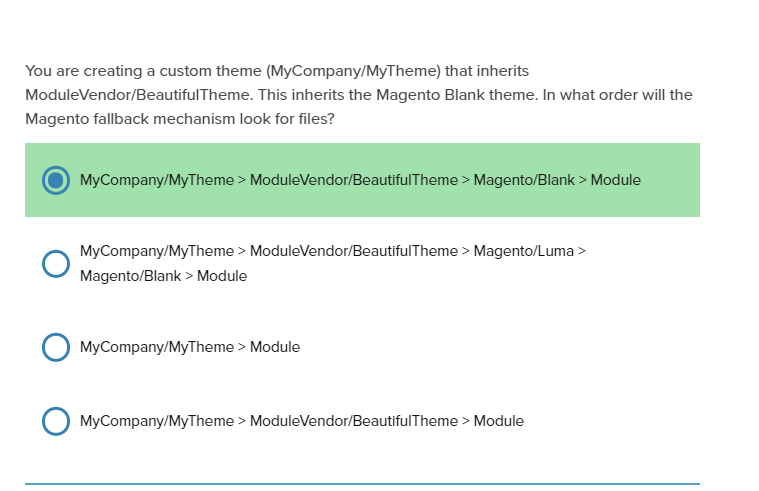 You are creating a custom theme (MyCompany/MyTheme) that inherits
ModuleVendor/BeautifulTheme. This inherits the Magento Blank theme. In what order will the
Magento fallback mechanism look for files?
MyCompany/MyTheme > ModuleVendor/BeautifulTheme > Magento/Blank > Module
MyCompany/MyTheme > ModuleVendor/BeautifulTheme > Magento/Luma >
Magento/Blank > Module
MyCompany/MyTheme > Module
MyCompany/MyTheme > ModuleVendor/BeautifulTheme > Module